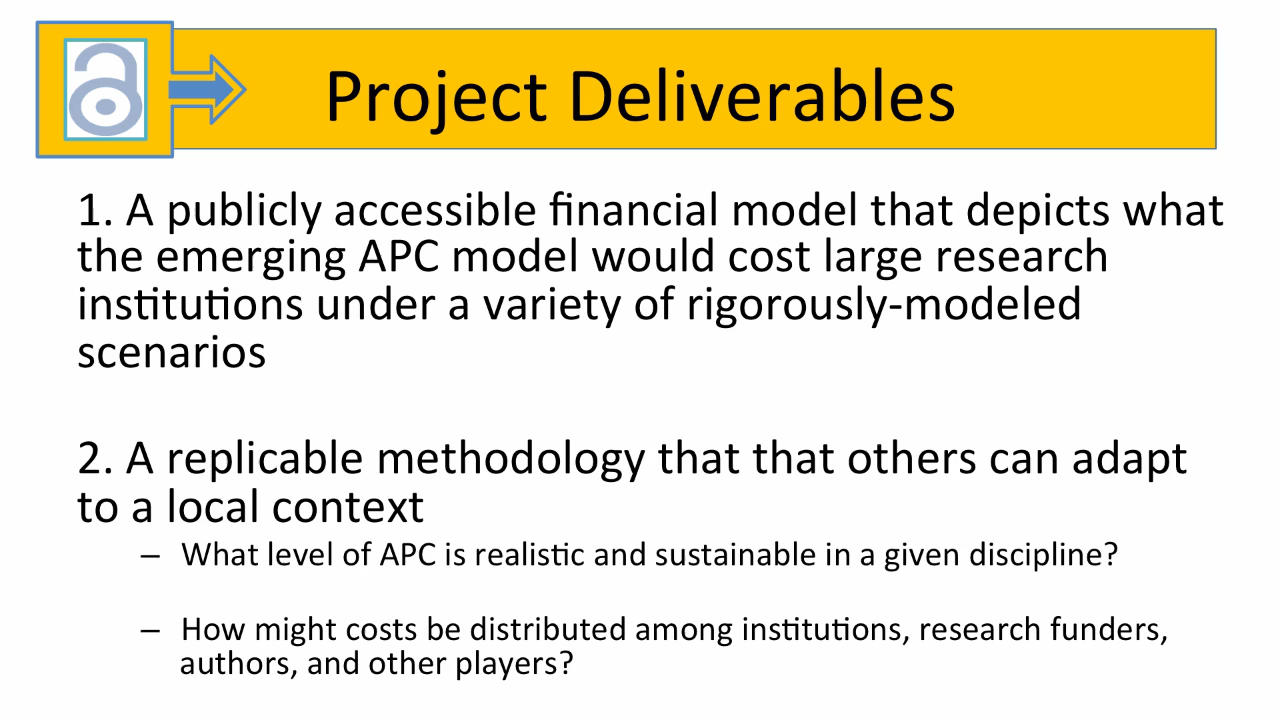 Project Deliverables
1. A publicly accessible financial model that depicts what
the emerging APC model would cost large research
institutions under a variety of rigorously-modeled
scenarios
2. A replicable methodology that that others can adapt
to a local context
– What level of APC is realistic and sustainable in a given discipline?
– How might costs be distributed among institutions, research funders,
authors, and other players?